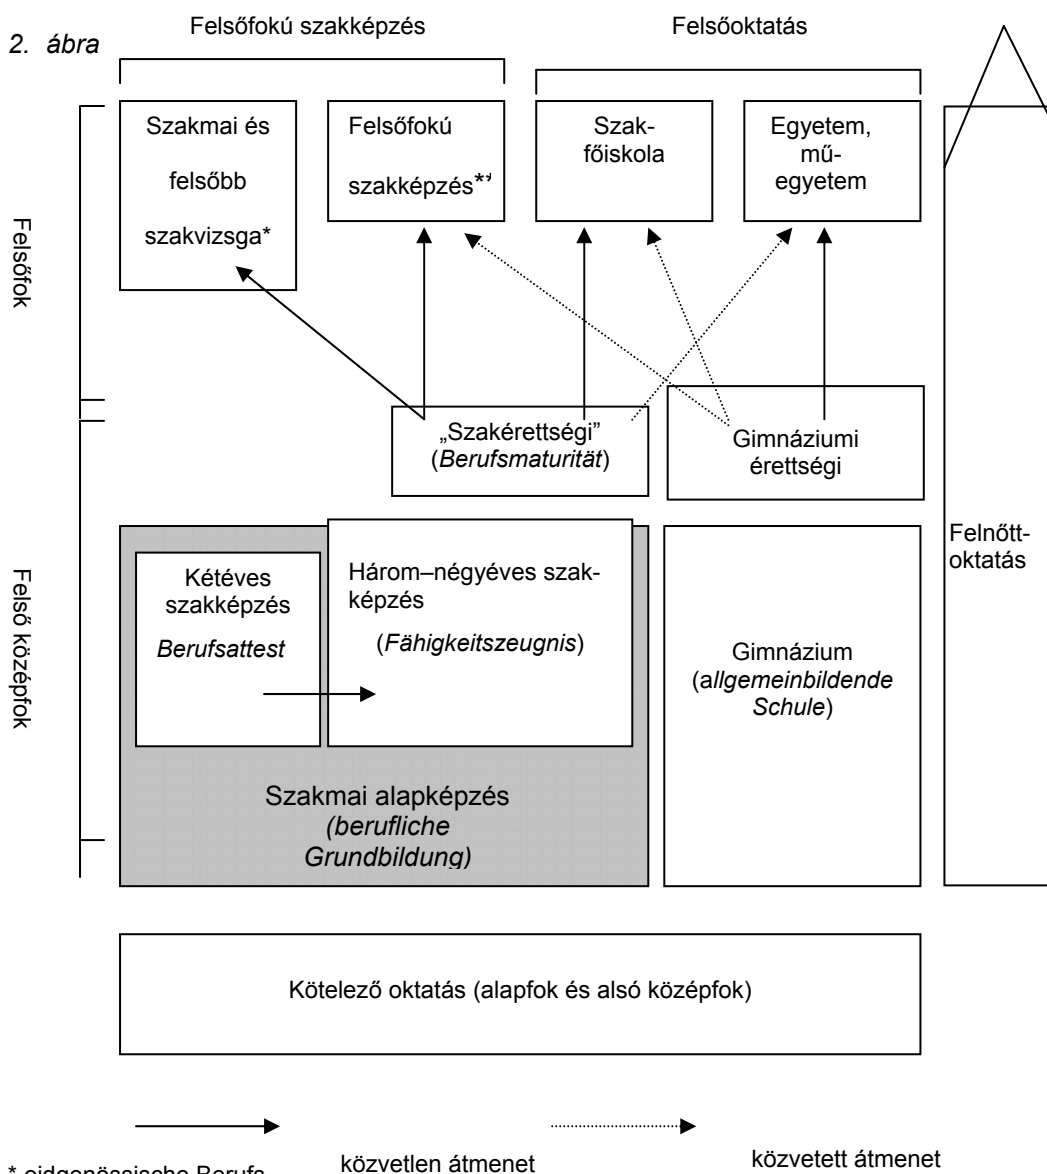 2. ábra
Felsőfokú szakképzés
Felsőoktatás
Szakmai és
felsőbb
szakvizsga*
Felsőfokú
szakképzés**
Szak-
főiskola
Egyetem,
mű-
egyetem
Felsőfok
„Szakérettségi”
(Berufsmaturität)
Gimnáziumi
érettségi
Felső középfok
Kétéves
szakképzés
Berufsattest
Három–négyéves szak-
képzés
(Fähigkeitszeugnis)
Gimnázium
(allgemeinbildende
Schule)
Felnőtt-
oktatás
Szakmai alapképzés
(berufliche
Grundbildung)
Kötelező oktatás (alapfok és alsó középfok)
közvetlen átmenet
közvetett átmenet
* eidgenössische Berufs